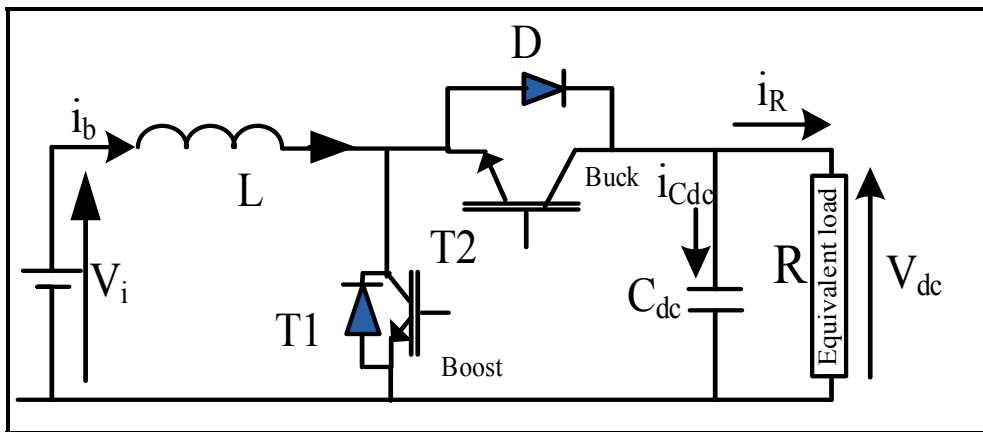 D
i_b
i_R
L
Buck
i_Cdc
T2
V_i
R
Equivalent load
V_dc
C_dc
T1
Boost